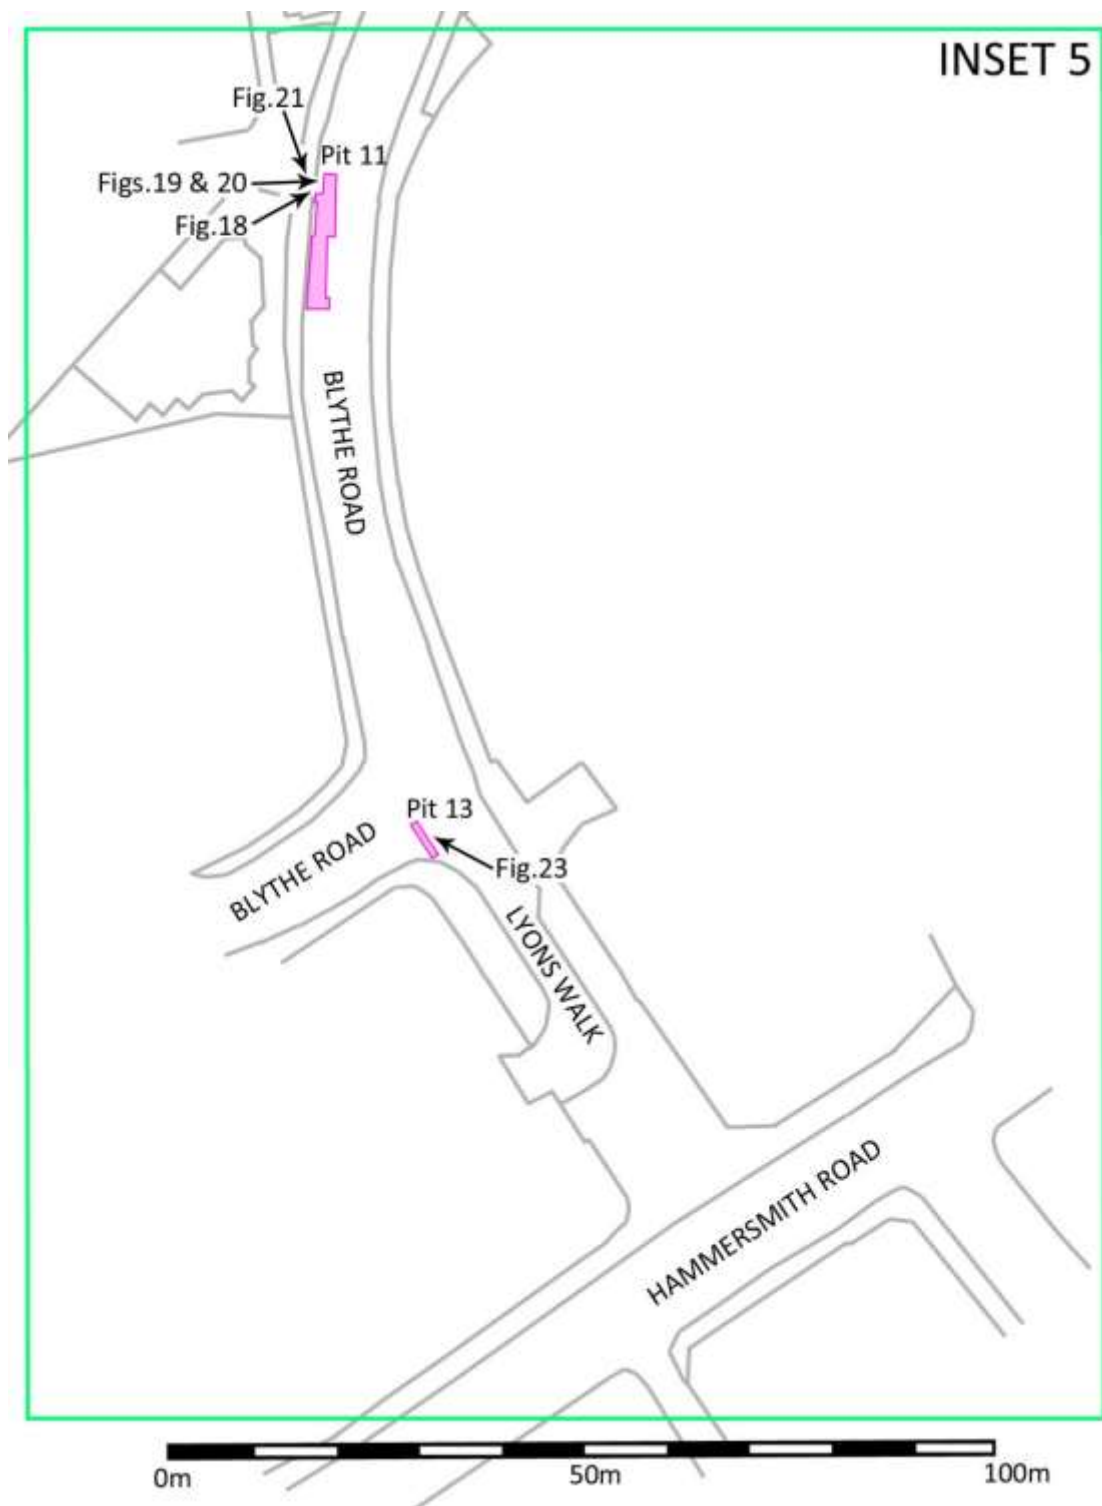 INSET 5
Fig.21
Pit 11
Figs.19 & 20
Fig.18
BLYTHE ROAD
Pit 13
BLYTHE ROAD
Fig.23
LYONS WALK
HAMMERSMITH ROAD
0m
50m
100m